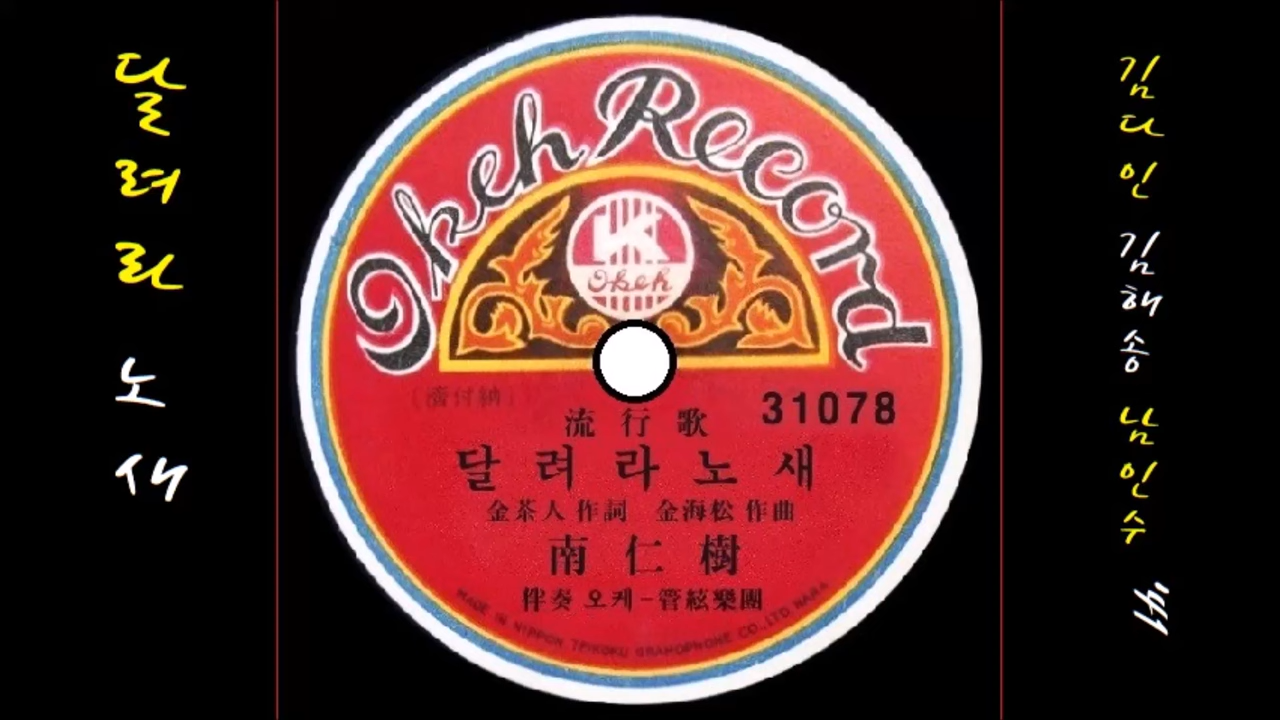 달려라 노새
Okeh Record
K
Okeh
31078
流行歌
달려라노새
金茶人作詞 金海松作曲
南仁樹
伴奏 오케-管絃樂團
MADE IN NIPPON TEIKOKU GRAMOPHONE CO., LTD. NARA
김다인 김해송 남인수